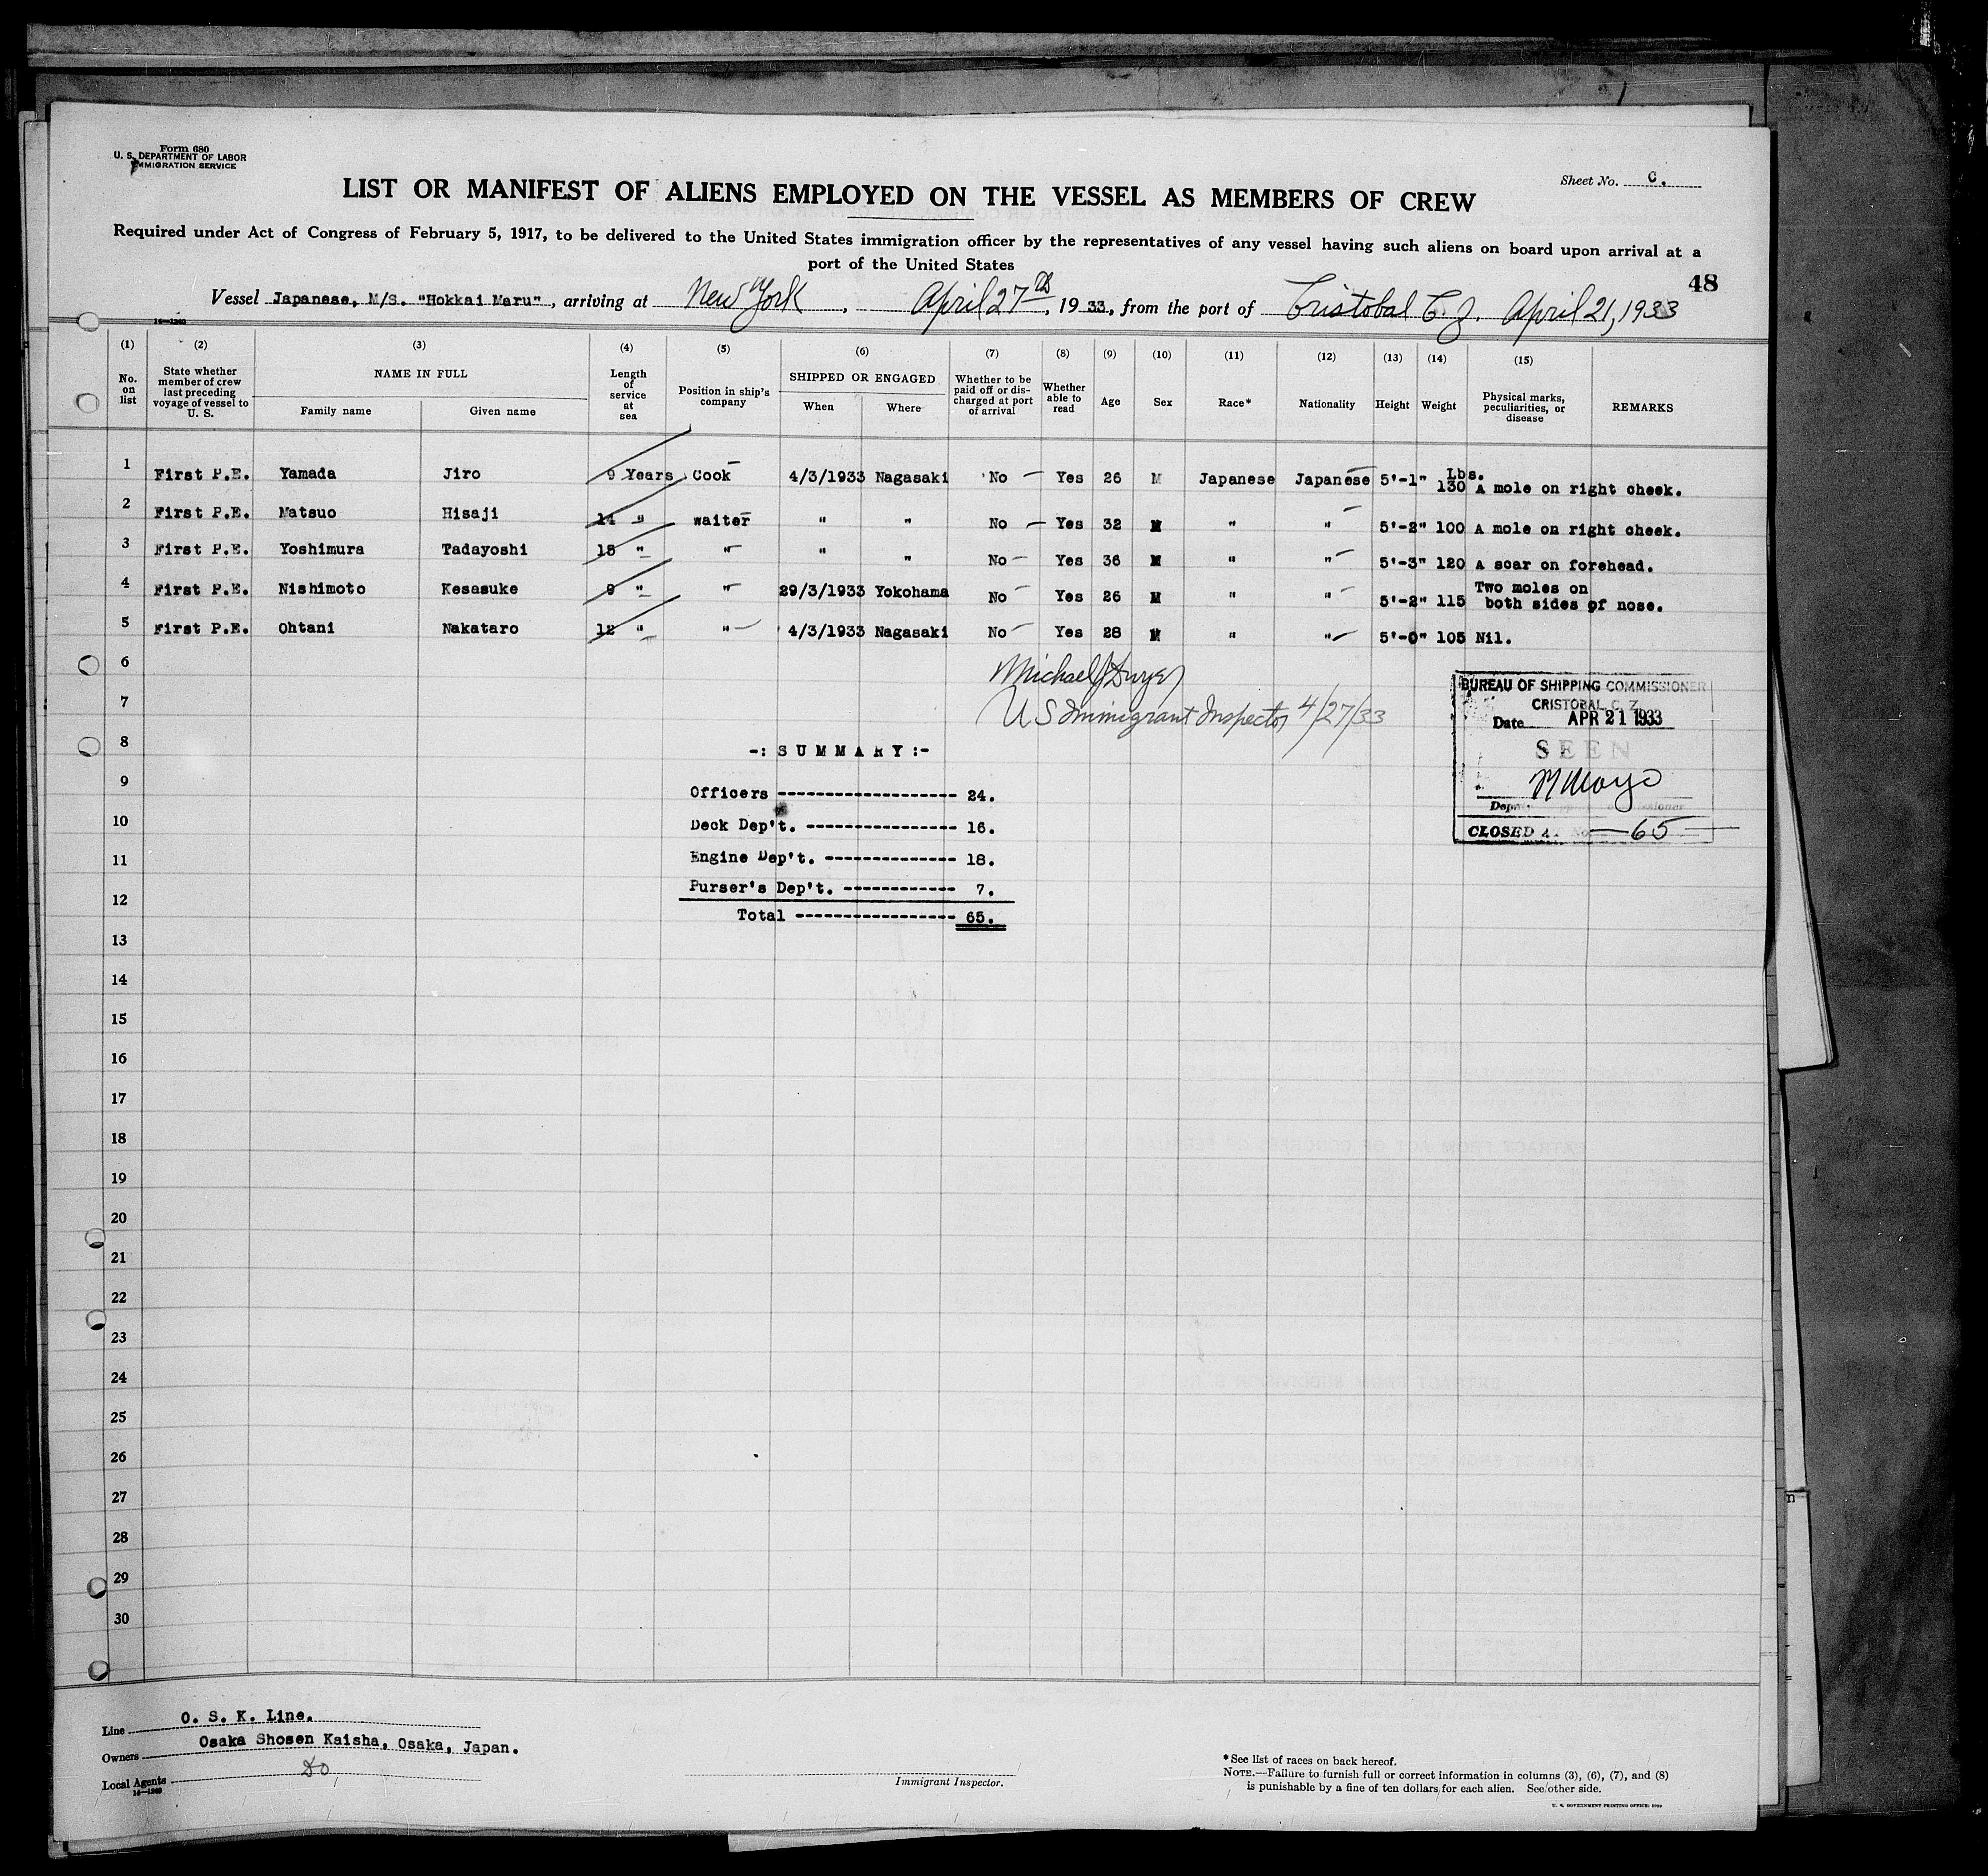 Form 680
U. S. DEPARTMENT OF LABOR
IMMIGRATION SERVICE
Sheet No. C.
LIST OR MANIFEST OF ALIENS EMPLOYED ON THE VESSEL AS MEMBERS OF CREW
Required under Act of Congress of February 5, 1917, to be delivered to the United States immigration officer by the representatives of any vessel having such aliens on board upon arrival at a
port of the United States
48
Vessel Japanese, M/S. "Hokkai Maru", arriving at New York, April 27th, 1933, from the port of Cristobal C.Z. April 21, 1933
14—1240
(1) (2) (3) (4) (5) (6) (7) (8) (9) (10) (11) (12) (13) (14) (15)
No. on list State whether member of crew last preceding voyage of vessel to U. S. NAME IN FULL Family name Given name Length of service at sea Position in ship's company SHIPPED OR ENGAGED When Where Whether to be paid off or discharged at port of arrival Whether able to read Age Sex Race* Nationality Height Weight Physical marks, peculiarities, or disease REMARKS
1 First P.E. Yamada Jiro 9 Years Cook 4/3/1933 Nagasaki No Yes 26 M Japanese Japanese 5'-1" Lbs. 130 A mole on right cheek.
2 First P.E. Matsuo Hisaji 14 " waiter " " No Yes 32 M " " 5'-2" 100 A mole on right cheek.
3 First P.E. Yoshimura Tadayoshi 15 " " " " No Yes 36 M " " 5'-3" 120 A scar on forehead.
4 First P.E. Nishimoto Kesasuke 9 " " 29/3/1933 Yokohama No Yes 26 M " " 5'-2" 115 Two moles on both sides of nose.
5 First P.E. Ohtani Nakataro 12 " " 4/3/1933 Nagasaki No Yes 28 M " " 5'-0" 105 Nil.
6
Michael J Dwyer
7
US Immigrant Inspector 4/27/33
BUREAU OF SHIPPING COMMISSIONER
CRISTOBAL, C. Z.
Date APR 21 1933
SEEN
CLOSED No. 65
8
-: SUMMARY :-
9
Officers ------------------- 24.
10
Deck Dep't. ---------------- 16.
11
Engine Dep't. -------------- 18.
Purser's Dep't. ------------ 7.
12
Total ----------------- 65.
13
14
15
16
17
18
19
20
21
22
23
24
25
26
27
28
29
30
Line O. S. K. Line.
Owners Osaka Shosen Kaisha, Osaka, Japan.
Local Agents do
14—1240
Immigrant Inspector.
*See list of races on back hereof.
NOTE.—Failure to furnish full or correct information in columns (3), (6), (7), and (8)
is punishable by a fine of ten dollars for each alien. See other side.